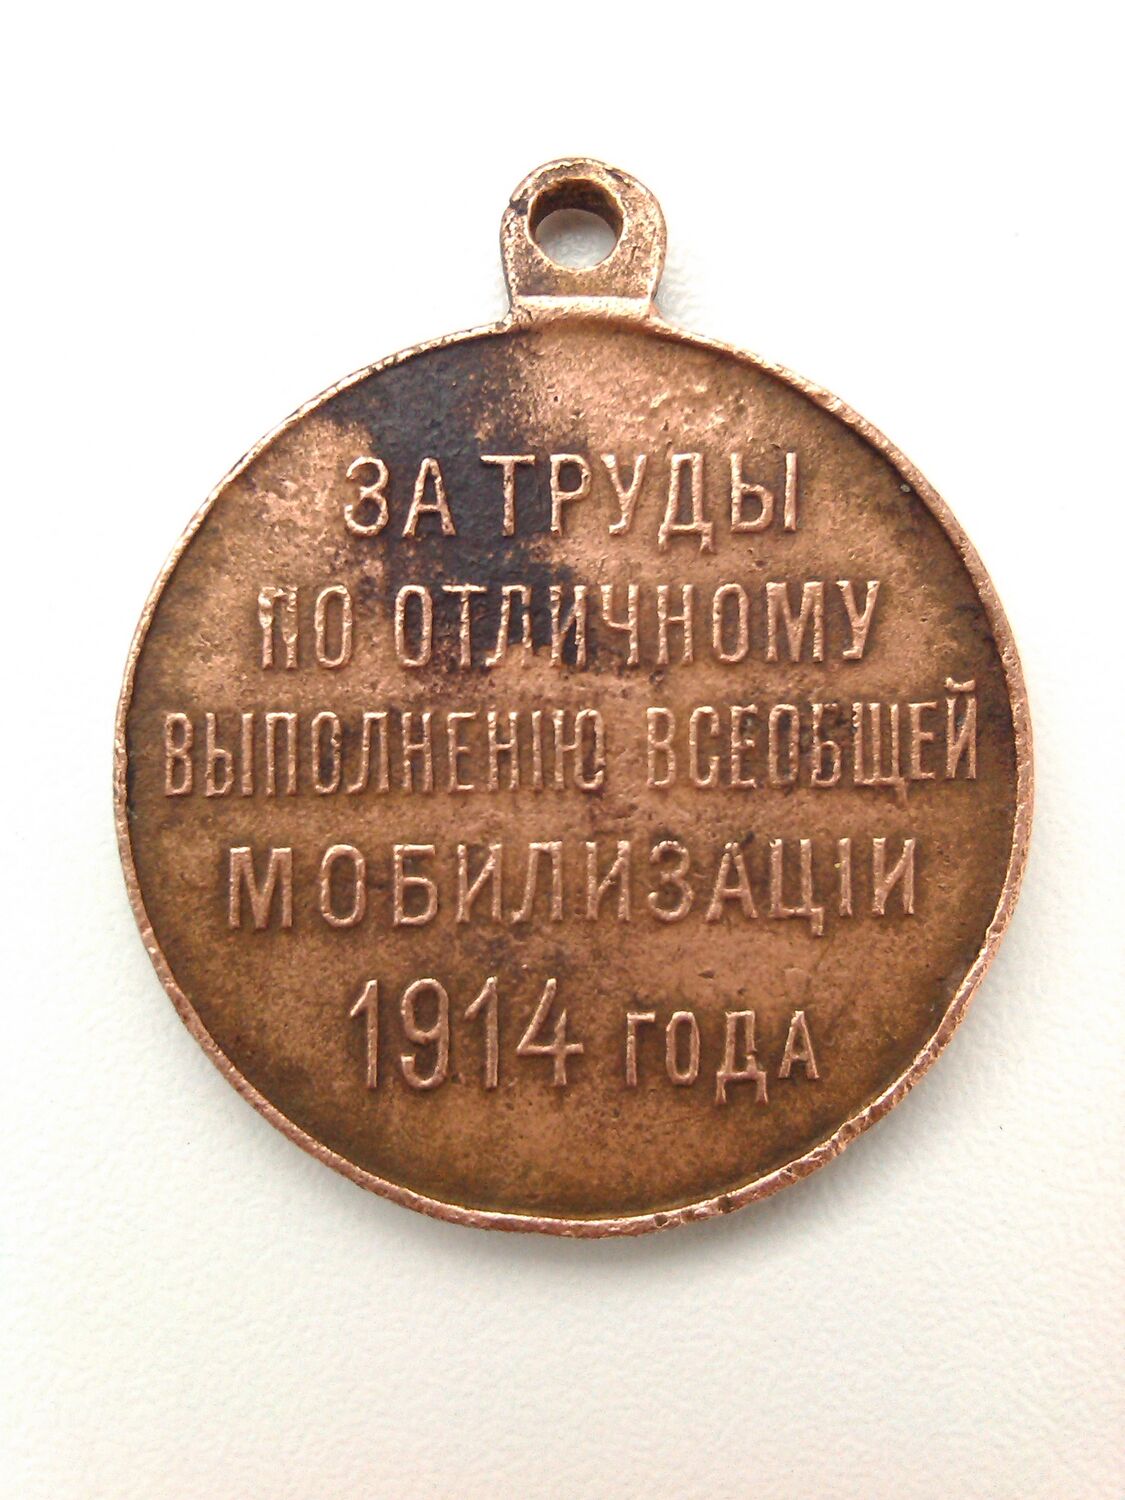 ЗА ТРУДЫ
ПО ОТЛИЧНОМУ
ВЫПОЛНЕНІЮ ВСЕОБЩЕЙ
МОБИЛИЗАЦІИ
1914 ГОДА